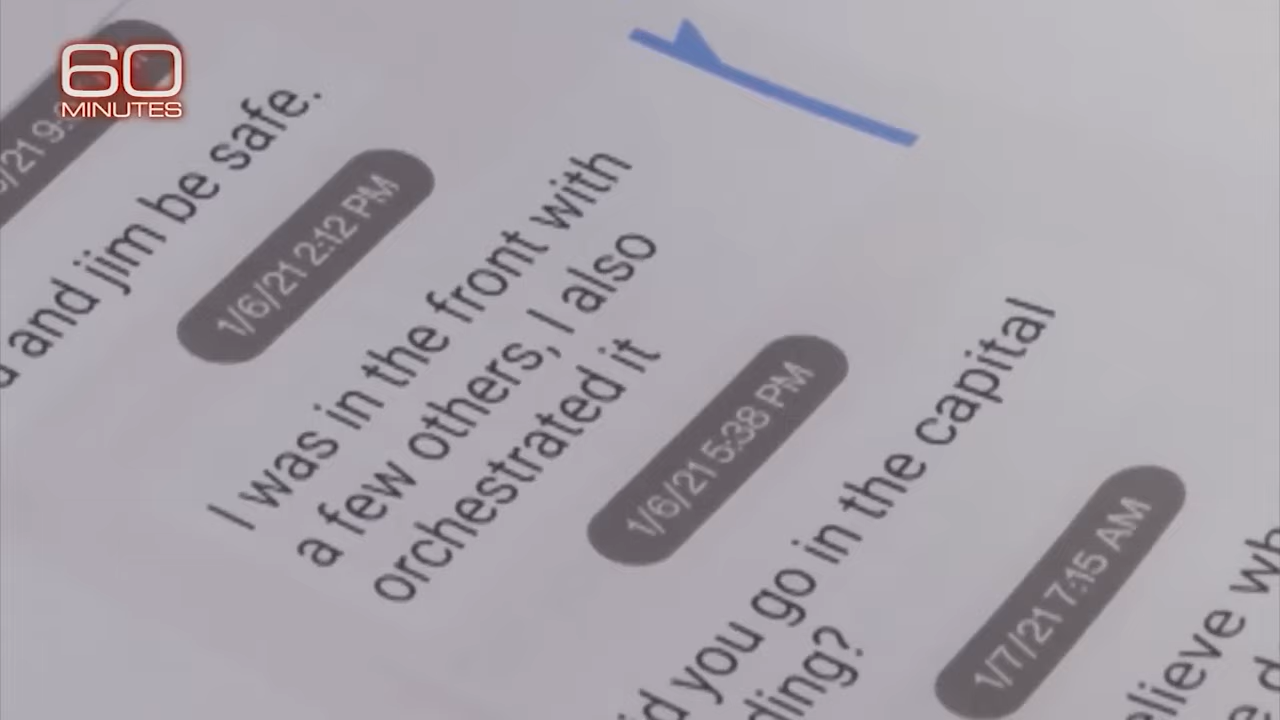 60
MINUTES
and jim be safe.
1/6/21 2:12 PM
I was in the front with
a few others, I also
orchestrated it
1/6/21 5:38 PM
you go in the capital
1/7/21 7:15 AM